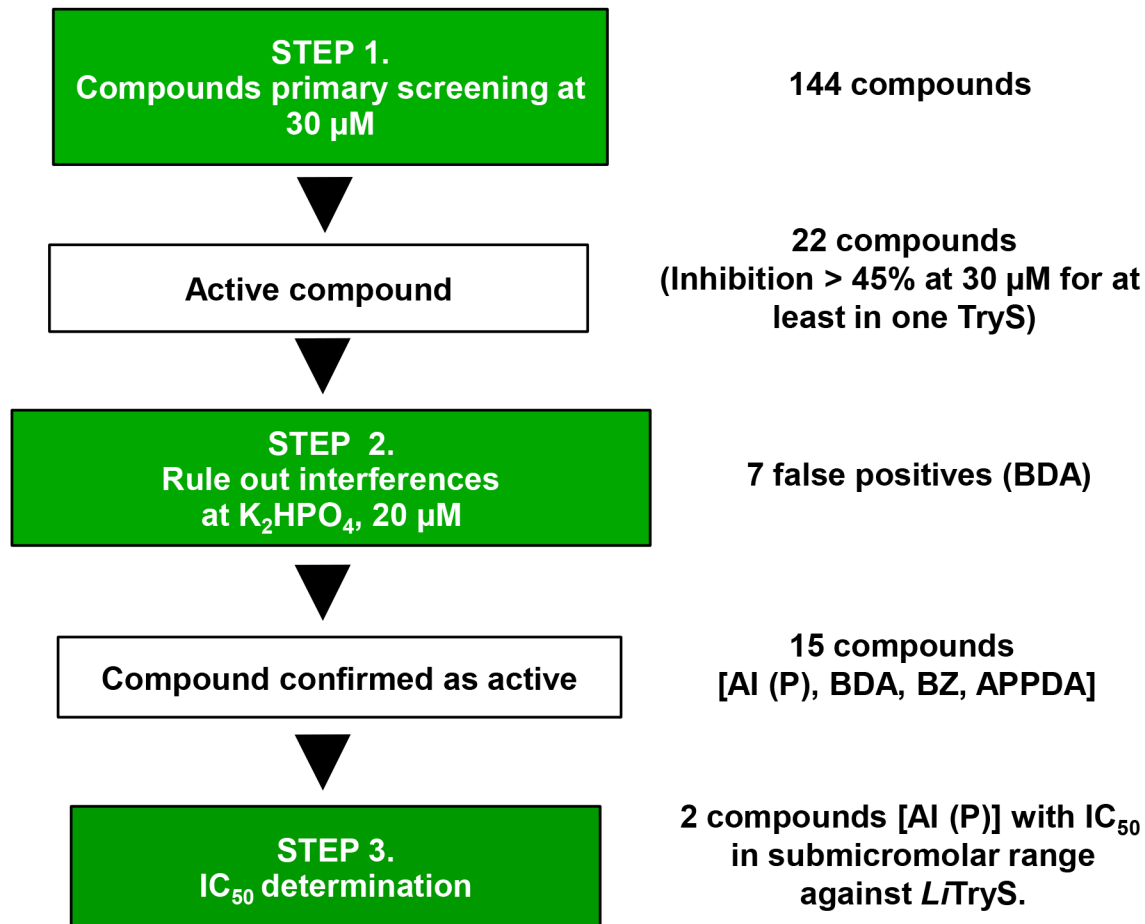 STEP 1.
Compounds primary screening at
30 µM
144 compounds
Active compound
22 compounds
(Inhibition > 45% at 30 µM for at
least in one TryS)
STEP 2.
Rule out interferences
at K₂HPO₄, 20 µM
7 false positives (BDA)
Compound confirmed as active
15 compounds
[AI (P), BDA, BZ, APPDA]
STEP 3.
IC₅₀ determination
2 compounds [AI (P)] with IC₅₀
in submicromolar range
against LiTryS.